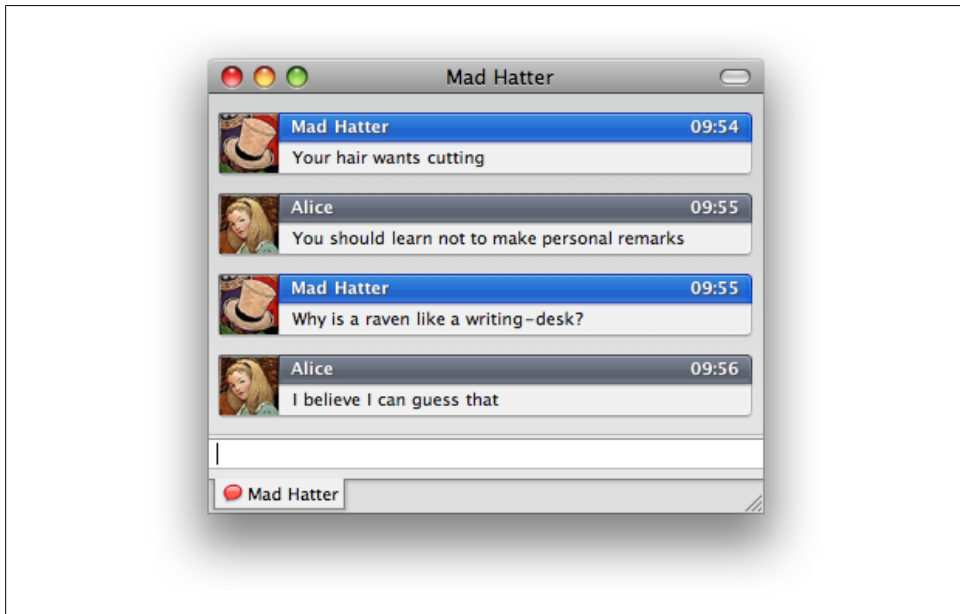 Mad Hatter
Mad Hatter 09:54
Your hair wants cutting
Alice 09:55
You should learn not to make personal remarks
Mad Hatter 09:55
Why is a raven like a writing-desk?
Alice 09:56
I believe I can guess that
Mad Hatter